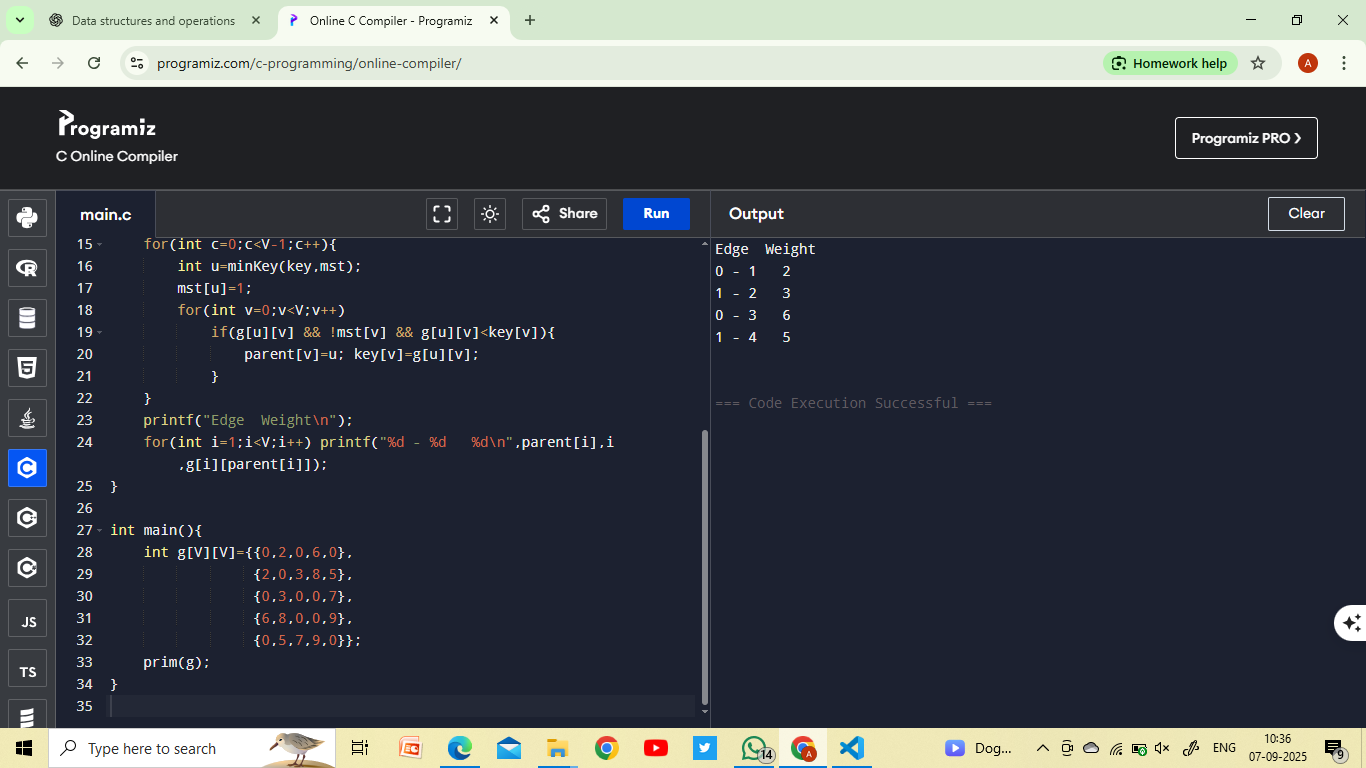 Data structures and operations
Online C Compiler - Programiz
programiz.com/c-programming/online-compiler/
Homework help
A
Programiz
C Online Compiler
Programiz PRO
main.c
Share
Run
Output
Clear
15 for(int c=0;c<V-1;c++){
16 int u=minKey(key,mst);
17 mst[u]=1;
18 for(int v=0;v<V;v++)
19 if(g[u][v] && !mst[v] && g[u][v]<key[v]){
20 parent[v]=u; key[v]=g[u][v];
21 }
22 }
23 printf("Edge  Weight\n");
24 for(int i=1;i<V;i++) printf("%d - %d   %d\n",parent[i],i
,g[i][parent[i]]);
25 }
26
27 int main(){
28 int g[V][V]={{0,2,0,6,0},
29 {2,0,3,8,5},
30 {0,3,0,0,7},
31 {6,8,0,0,9},
32 {0,5,7,9,0}};
33 prim(g);
34 }
35
Edge  Weight
0 - 1   2
1 - 2   3
0 - 3   6
1 - 4   5
=== Code Execution Successful ===
JS
TS
Type here to search
14
A
Dog...
ENG
10:36
07-09-2025
9